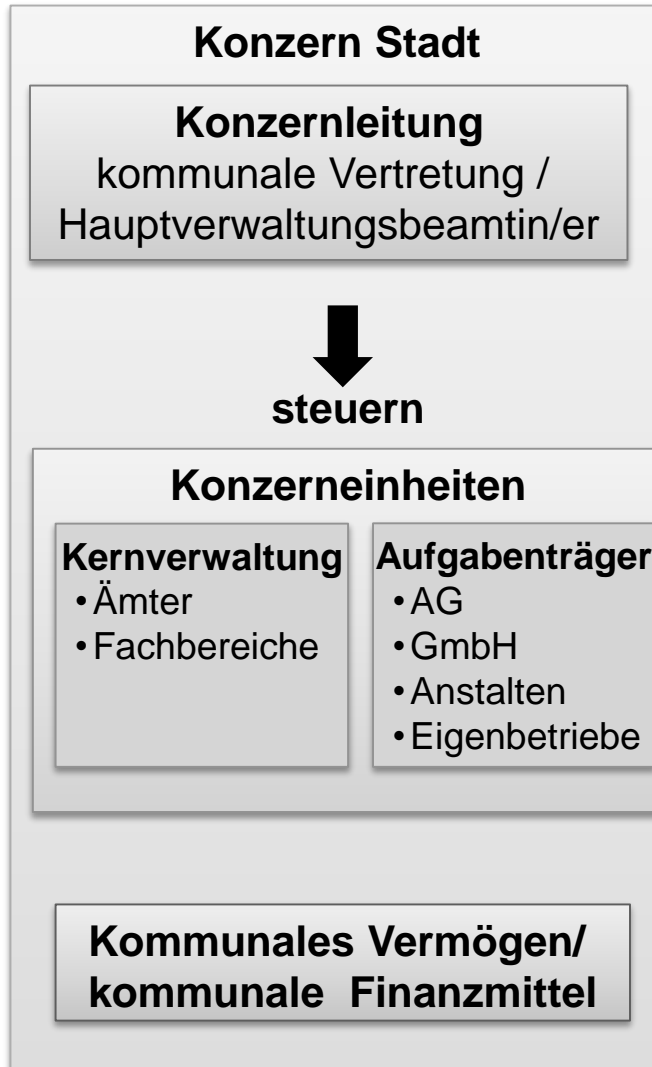 Konzern Stadt
Konzernleitung
kommunale Vertretung /
Hauptverwaltungsbeamtin/er
steuern
Konzerneinheiten
Kernverwaltung
• Ämter
• Fachbereiche
Aufgabenträger
• AG
• GmbH
• Anstalten
• Eigenbetriebe
Kommunales Vermögen/
kommunale Finanzmittel